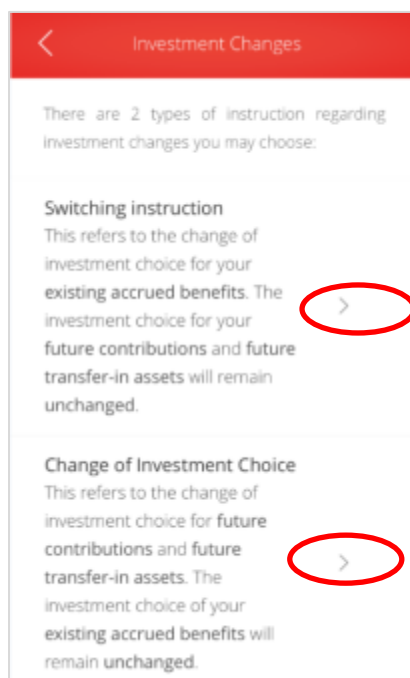 Investment Changes
There are 2 types of instruction regarding
investment changes you may choose:
Switching instruction
This refers to the change of
investment choice for your
existing accrued benefits. The
investment choice for your
future contributions and future
transfer-in assets will remain
unchanged.
Change of Investment Choice
This refers to the change of
investment choice for future
contributions and future
transfer-in assets. The
investment choice of your
existing accrued benefits will
remain unchanged.